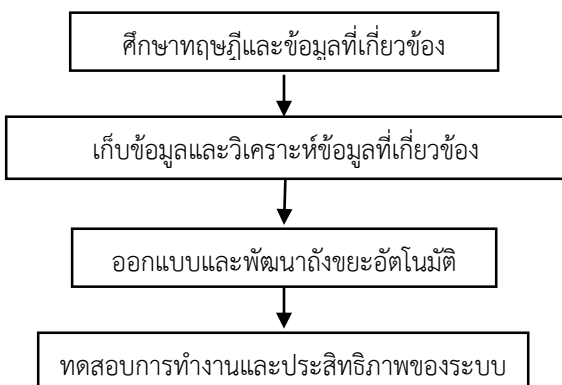 ศึกษาทฤษฎีและข้อมูลที่เกี่ยวข้อง
เก็บข้อมูลและวิเคราะห์ข้อมูลที่เกี่ยวข้อง
ออกแบบและพัฒนาถังขยะอัตโนมัติ
ทดสอบการทำงานและประสิทธิภาพของระบบ